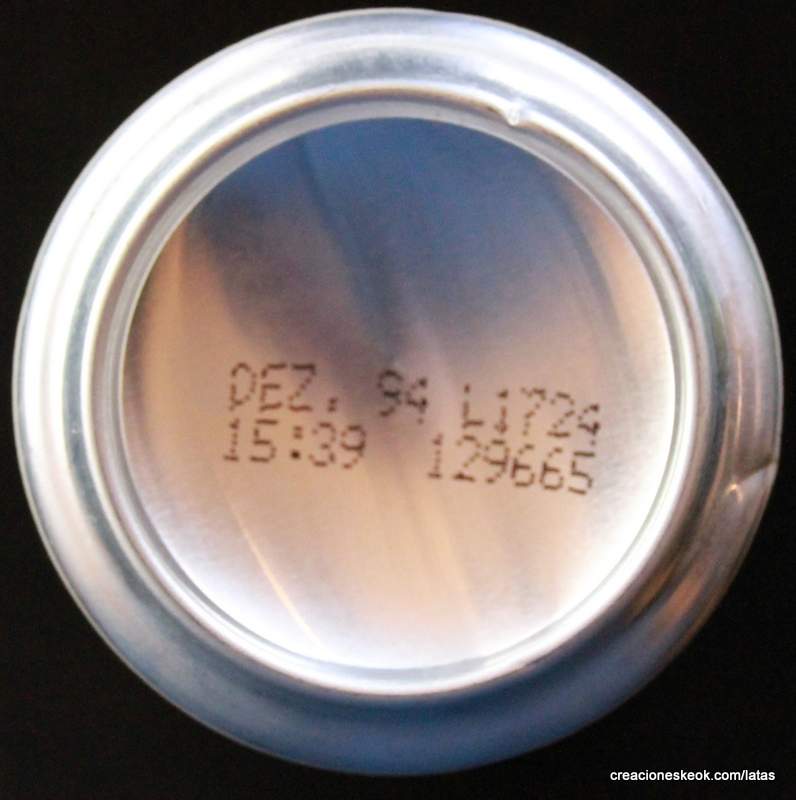 DEZ. 94 L1724
15:39 129665
creacioneskeok.com/latas